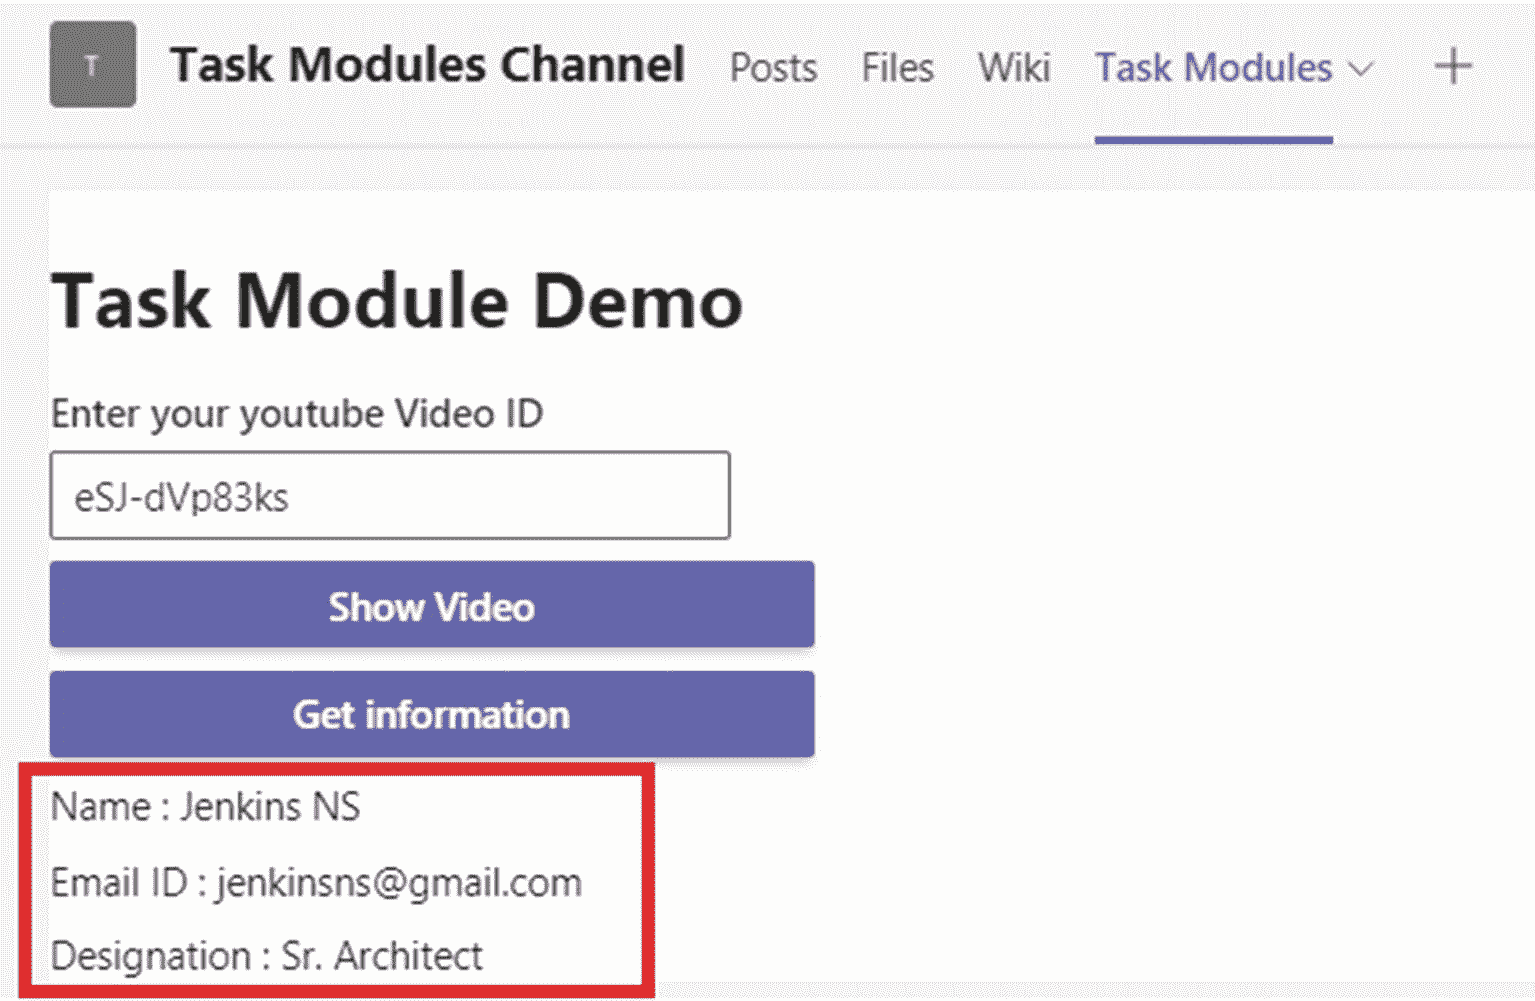 T Task Modules Channel Posts Files Wiki Task Modules
Task Module Demo
Enter your youtube Video ID
eSJ-dVp83ks
Show Video
Get information
Name : Jenkins NS
Email ID : jenkinsns@gmail.com
Designation : Sr. Architect